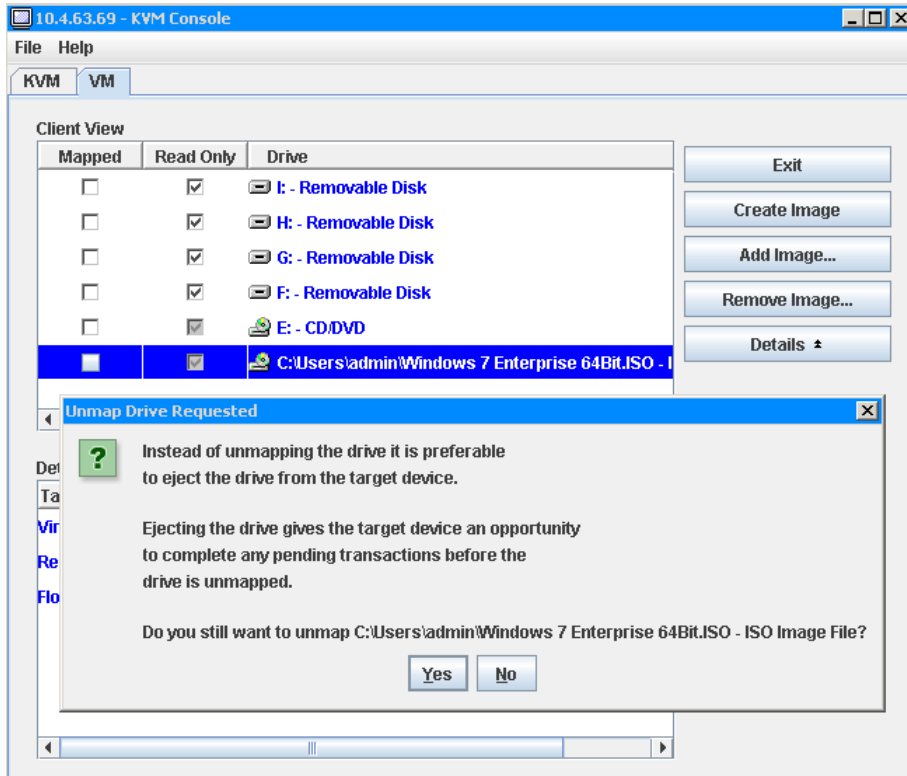 10.4.63.69 - KVM Console
File Help
KVM VM
Client View
Mapped Read Only Drive
I: - Removable Disk
H: - Removable Disk
G: - Removable Disk
F: - Removable Disk
E: - CD/DVD
C:\Users\admin\Windows 7 Enterprise 64Bit.ISO - I
Exit
Create Image
Add Image...
Remove Image...
Details
Unmap Drive Requested
Instead of unmapping the drive it is preferable
to eject the drive from the target device.
Ejecting the drive gives the target device an opportunity
to complete any pending transactions before the
drive is unmapped.
Do you still want to unmap C:\Users\admin\Windows 7 Enterprise 64Bit.ISO - ISO Image File?
Yes No
Det
Ta
Vir
Re
Flo